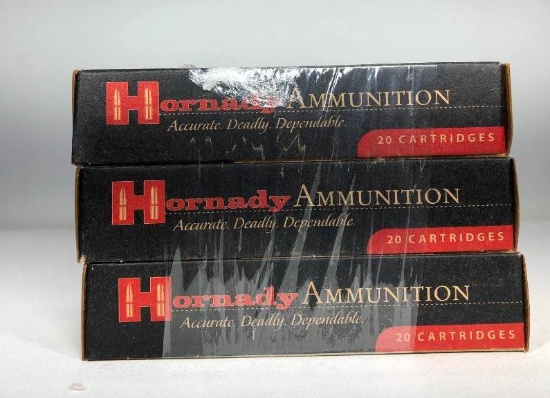 Hornady AMMUNITION
Accurate. Deadly. Dependable.
20 CARTRIDGES
Hornady AMMUNITION
Accurate. Deadly. Dependable.
20 CARTRIDGES
Hornady AMMUNITION
Accurate. Deadly. Dependable.
20 CARTRIDGES